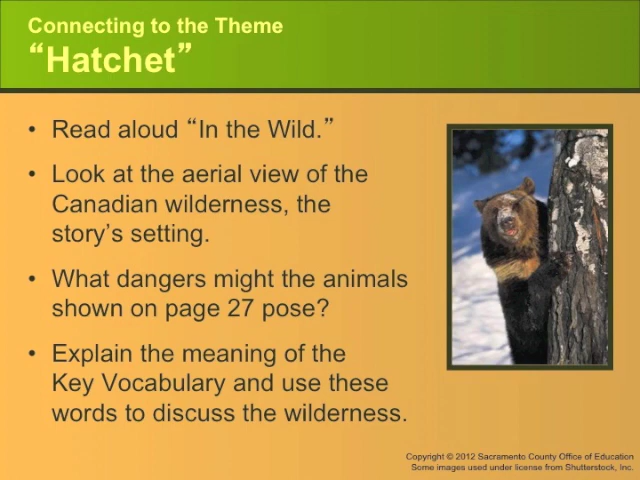 Connecting to the Theme
“Hatchet”
• Read aloud “In the Wild.”
• Look at the aerial view of the
Canadian wilderness, the
story’s setting.
• What dangers might the animals
shown on page 27 pose?
• Explain the meaning of the
Key Vocabulary and use these
words to discuss the wilderness.
Copyright © 2012 Sacramento County Office of Education
Some images used under license from Shutterstock, Inc.